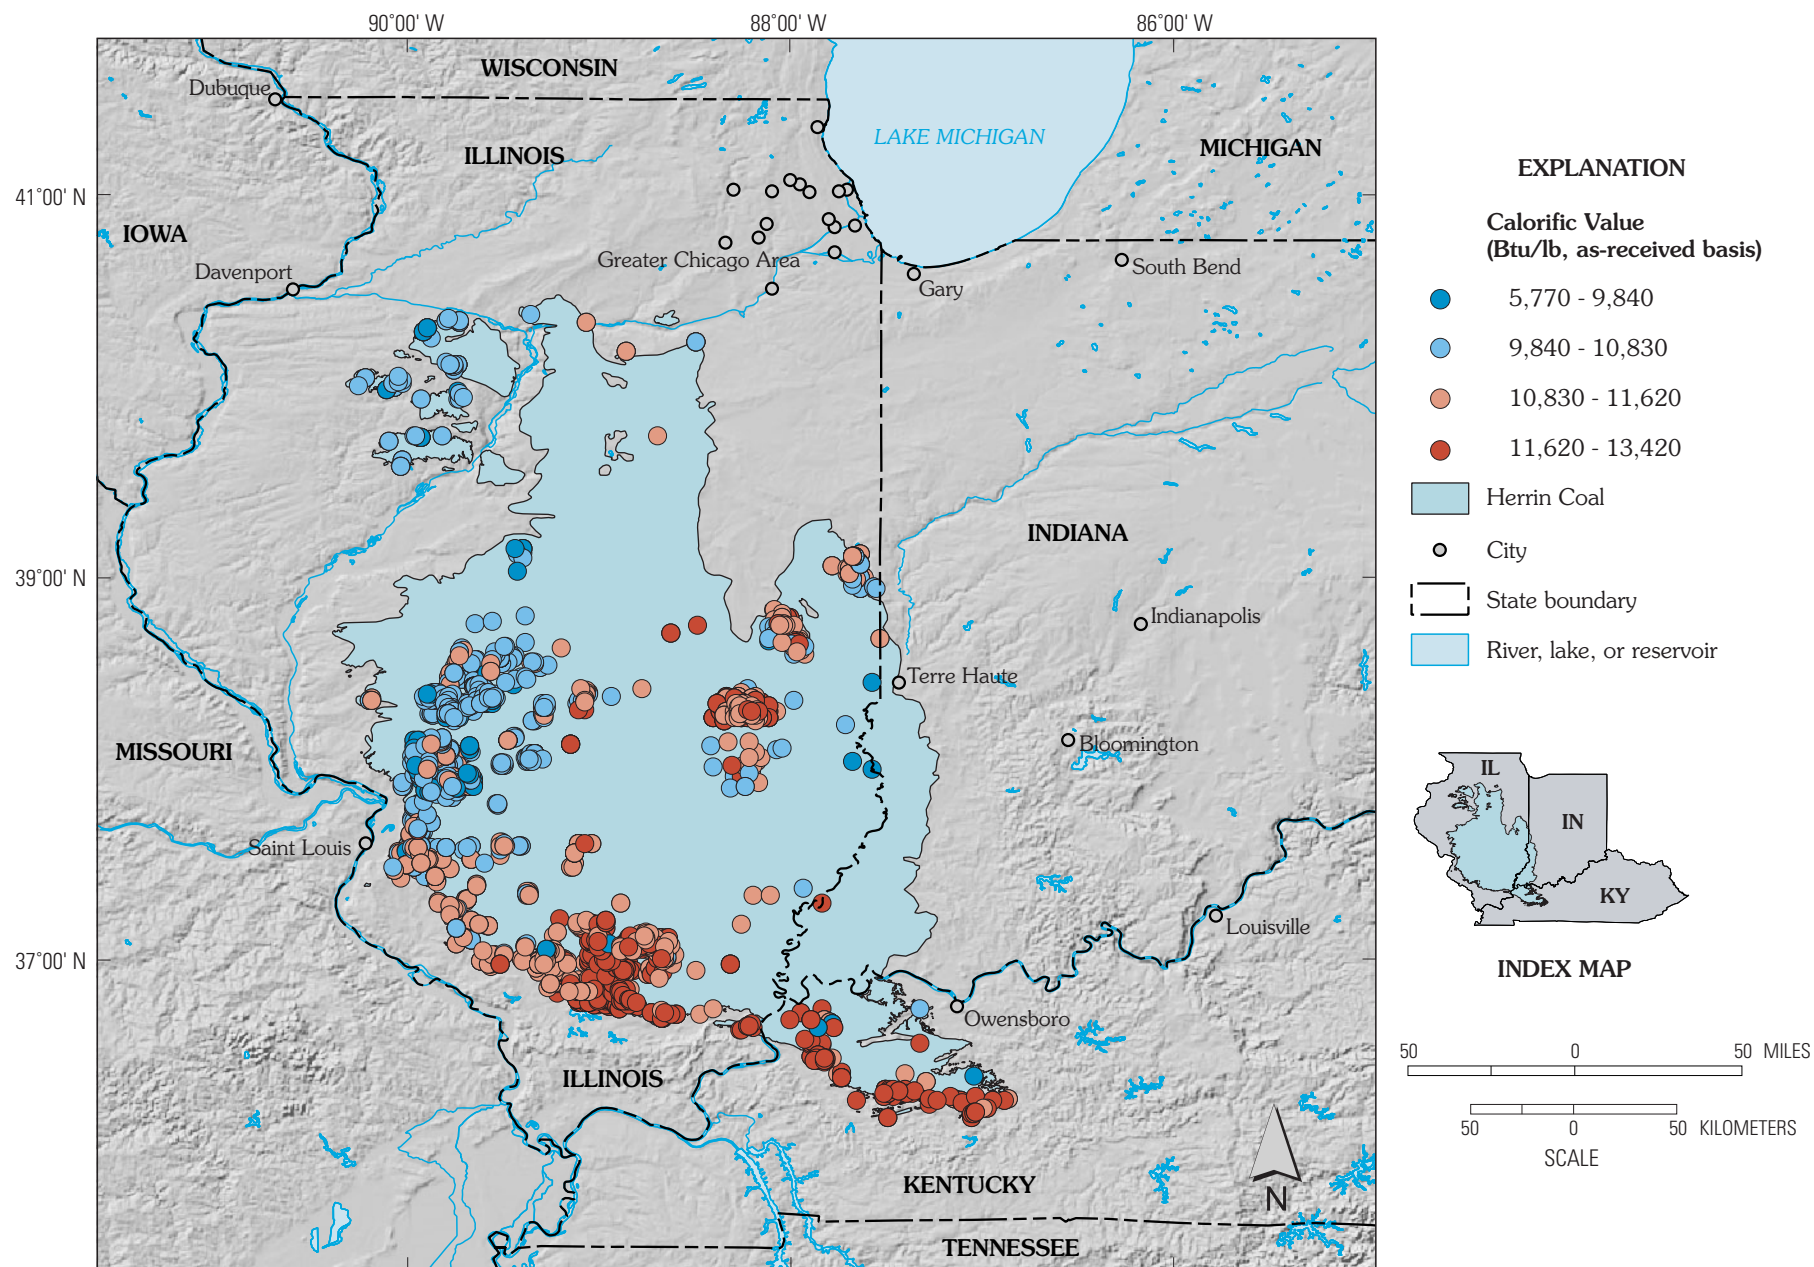 90°00' W
88°00' W
86°00' W
WISCONSIN
Dubuque
LAKE MICHIGAN
ILLINOIS
MICHIGAN
41°00' N
IOWA
Greater Chicago Area
Davenport
South Bend
Gary
INDIANA
39°00' N
Indianapolis
Terre Haute
Bloomington
MISSOURI
Saint Louis
Louisville
37°00' N
Owensboro
ILLINOIS
KENTUCKY
TENNESSEE
N
EXPLANATION
Calorific Value
(Btu/lb, as-received basis)
5,770 - 9,840
9,840 - 10,830
10,830 - 11,620
11,620 - 13,420
Herrin Coal
City
State boundary
River, lake, or reservoir
IL
IN
KY
INDEX MAP
50 0 50 MILES
50 0 50 KILOMETERS
SCALE